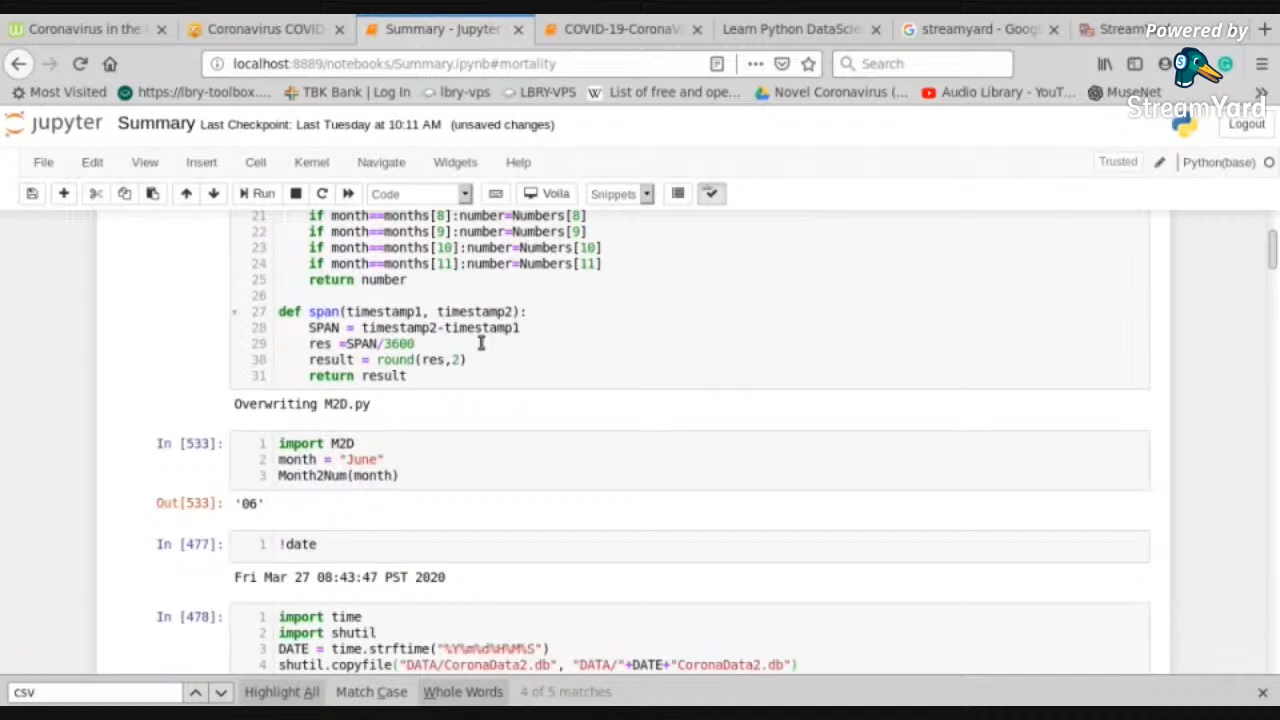 Coronavirus in the
Coronavirus COVID-
Summary - Jupyter
COVID-19-CoronaVi
Learn Python DataScie
streamyard - Goog
Stream
Powered by
StreamYard
localhost:8889/notebooks/Summary.ipynb#mortality
Search
Most Visited
https://lbry-toolbox....
TBK Bank | Log In
lbry-vps
LBRY-VPS
List of free and ope...
Novel Coronavirus (...
Audio Library - YouT...
MuseNet
jupyter Summary Last Checkpoint: Last Tuesday at 10:11 AM (unsaved changes)
Logout
File Edit View Insert Cell Kernel Navigate Widgets Help
Trusted
Python(base)
Run
Code
Voila
Snippets
21 if month==months[8]:number=Numbers[8]
22 if month==months[9]:number=Numbers[9]
23 if month==months[10]:number=Numbers[10]
24 if month==months[11]:number=Numbers[11]
25 return number
26
27 def span(timestamp1, timestamp2):
28 SPAN = timestamp2-timestamp1
29 res =SPAN/3600
30 result = round(res,2)
31 return result
Overwriting M2D.py
In [533]:
1 import M2D
2 month = "June"
3 Month2Num(month)
Out[533]: '06'
In [477]:
1 !date
Fri Mar 27 08:43:47 PST 2020
In [478]:
1 import time
2 import shutil
3 DATE = time.strftime("%Y%m%d%H%M%S")
4 shutil.copyfile("DATA/CoronaData2.db", "DATA/"+DATE+"CoronaData2.db")
csv
Highlight All
Match Case
Whole Words
4 of 5 matches